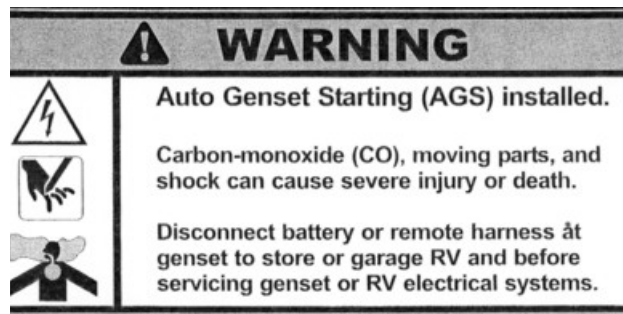 WARNING
Auto Genset Starting (AGS) installed.
Carbon-monoxide (CO), moving parts, and
shock can cause severe injury or death.
Disconnect battery or remote harness åt
genset to store or garage RV and before
servicing genset or RV electrical systems.